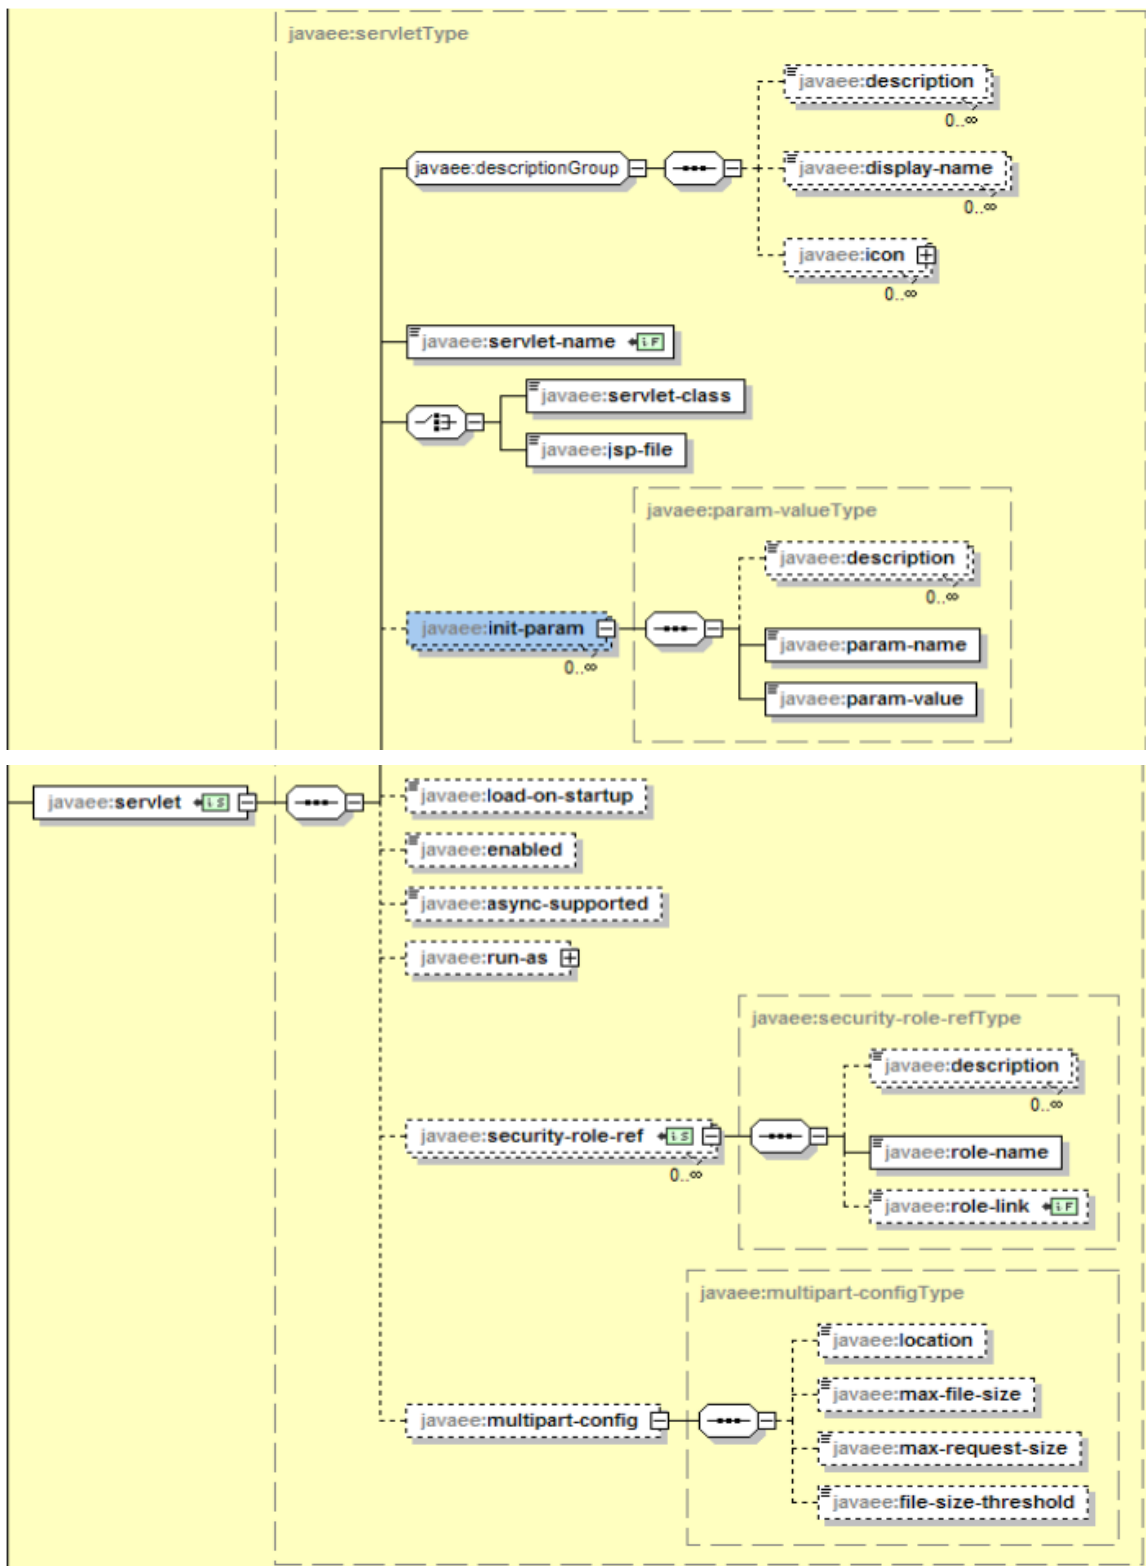 javaee:servletType
javaee:description
0..∞
javaee:descriptionGroup
javaee:display-name
0..∞
javaee:icon
0..∞
javaee:servlet-name iF
javaee:servlet-class
javaee:jsp-file
javaee:param-valueType
javaee:description
0..∞
javaee:init-param
0..∞
javaee:param-name
javaee:param-value
javaee:servlet iS
javaee:load-on-startup
javaee:enabled
javaee:async-supported
javaee:run-as
javaee:security-role-refType
javaee:description
0..∞
javaee:security-role-ref iS
0..∞
javaee:role-name
javaee:role-link iF
javaee:multipart-configType
javaee:location
javaee:max-file-size
javaee:multipart-config
javaee:max-request-size
javaee:file-size-threshold